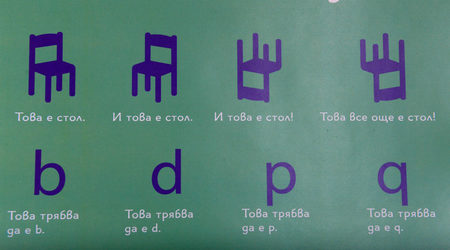 Това е стол.
И това е стол.
И това е стол!
Това все още е стол!
b
d
p
q
Това трябва
да е b.
Това трябва
да е d.
Това трябва
да е p.
Това трябва
да е q.